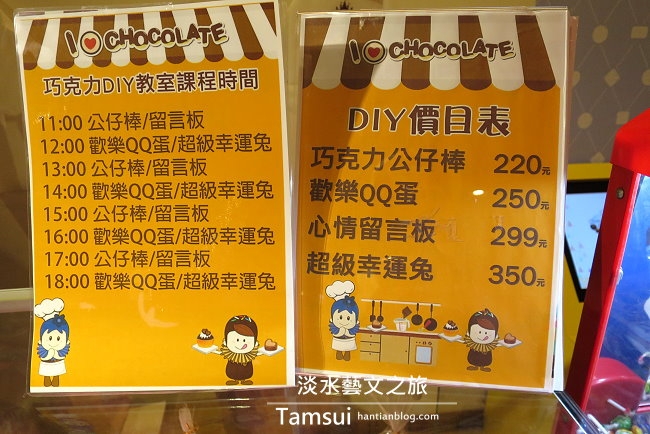 I CHOCOLATE
巧克力DIY教室課程時間
11:00 公仔棒/留言板
12:00 歡樂QQ蛋/超級幸運兔
13:00 公仔棒/留言板
14:00 歡樂QQ蛋/超級幸運兔
15:00 公仔棒/留言板
16:00 歡樂QQ蛋/超級幸運兔
17:00 公仔棒/留言板
18:00 歡樂QQ蛋/超級幸運兔
I CHOCOLATE
DIY價目表
巧克力公仔棒 220元
歡樂QQ蛋 250元
心情留言板 299元
超級幸運兔 350元
淡水藝文之旅
Tamsui hantianblog.com